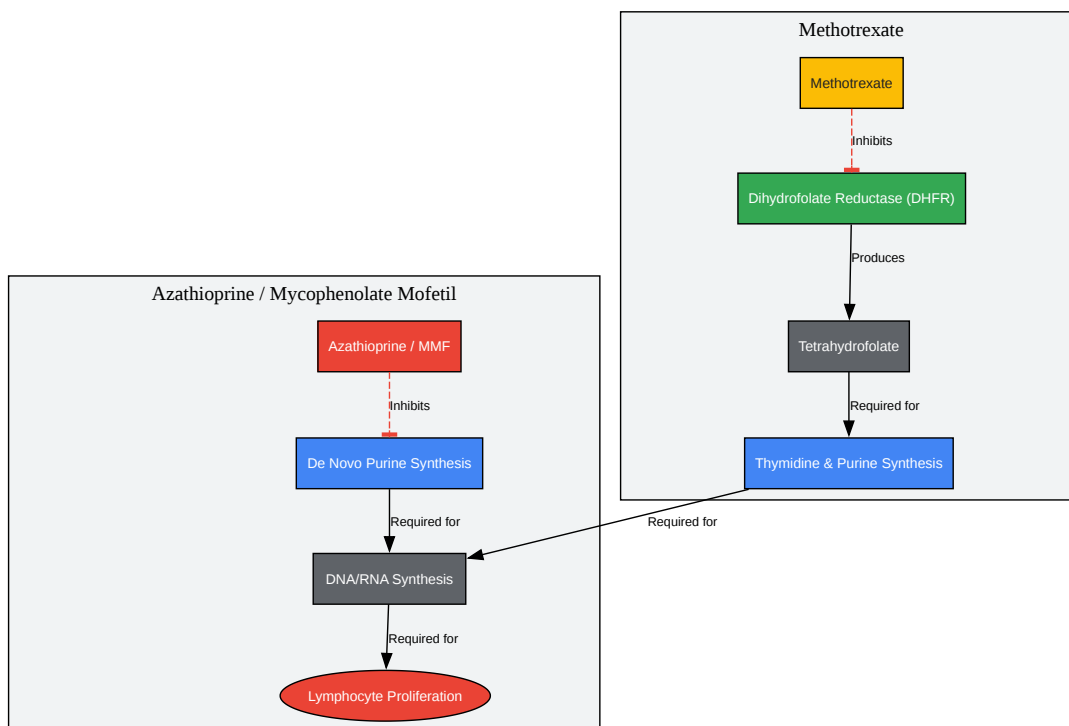 Methotrexate
Methotrexate
Inhibits
Dihydrofolate Reductase (DHFR)
Produces
Tetrahydrofolate
Required for
Thymidine & Purine Synthesis
Required for
Azathioprine / Mycophenolate Mofetil
Azathioprine / MMF
Inhibits
De Novo Purine Synthesis
Required for
DNA/RNA Synthesis
Required for
Lymphocyte Proliferation